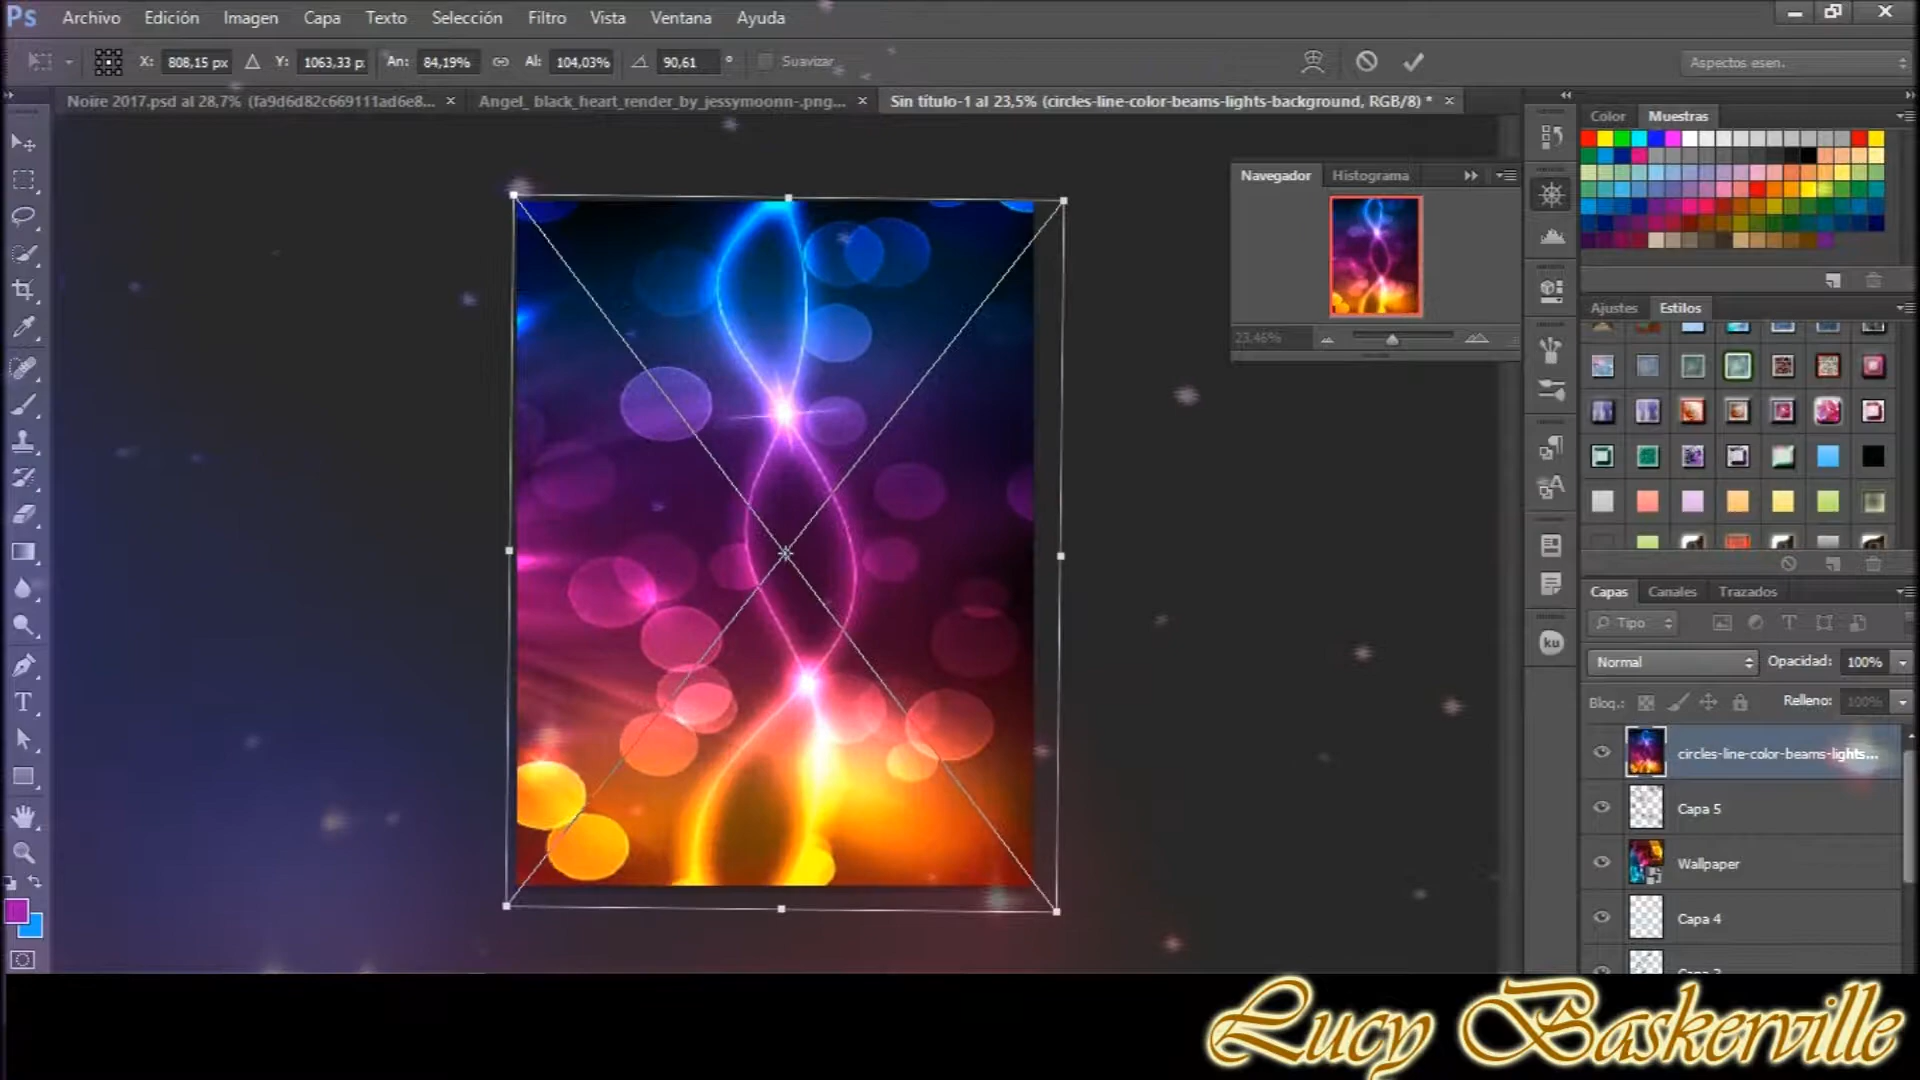 Ps Archivo Edición Imagen Capa Texto Selección Filtro Vista Ventana Ayuda
X: 808,15 px Y: 1063,33 p An: 84,19% Al: 104,03% 90,61 ° Suavizar Aspectos esen.
Noire 2017.psd al 28,7% (fa9d6d82c669111ad6e8... × Angel_ black_heart_render_by_jessymoonn-.png... × Sin título-1 al 23,5% (circles-line-color-beams-lights-background, RGB/8) * ×
Color Muestras
Navegador Histograma
23,46%
Ajustes Estilos
Capas Canales Trazados
Tipo
Normal Opacidad: 100%
Bloq.: Relleno: 100%
circles-line-color-beams-lights...
Capa 5
Wallpaper
Capa 4
ku
T
Lucy Baskerville